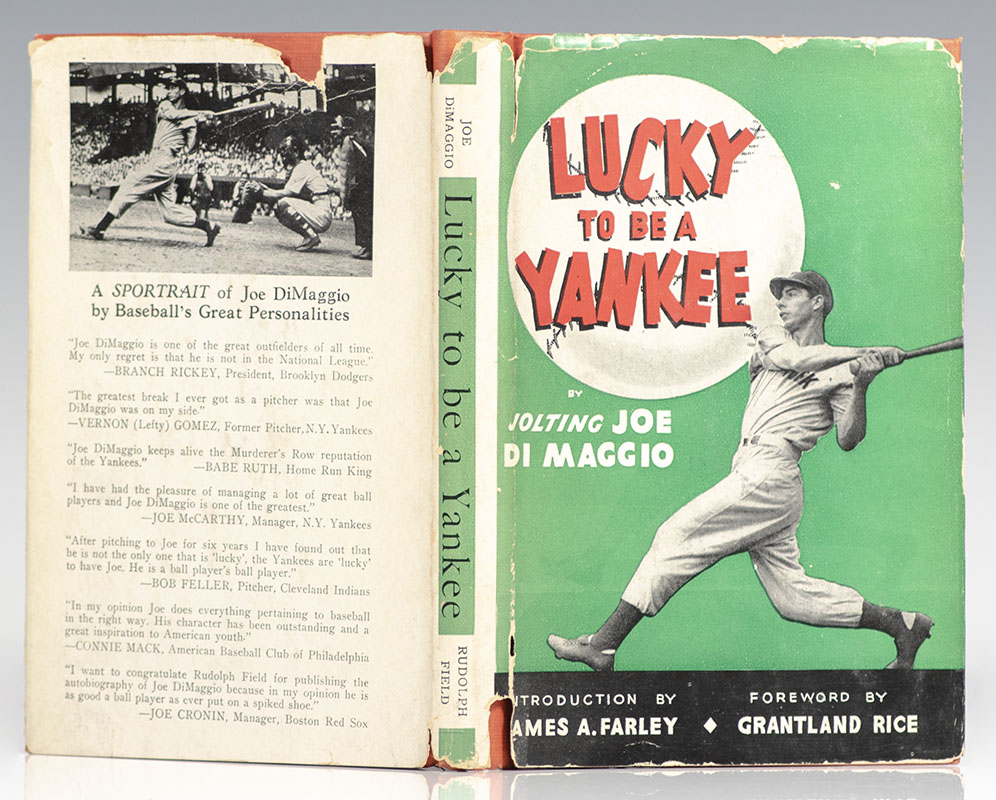 A SPORTRAIT of Joe DiMaggio
by Baseball's Great Personalities
"Joe DiMaggio is one of the great outfielders of all time.
My only regret is that he is not in the National League."
—BRANCH RICKEY, President, Brooklyn Dodgers
"The greatest break I ever got as a pitcher was that Joe
DiMaggio was on my side."
—VERNON (Lefty) GOMEZ, Former Pitcher, N.Y. Yankees
"Joe DiMaggio keeps alive the Murderer's Row reputation
of the Yankees." —BABE RUTH, Home Run King
"I have had the pleasure of managing a lot of great ball
players and Joe DiMaggio is one of the greatest."
—JOE McCARTHY, Manager, N.Y. Yankees
"After pitching to Joe for six years I have found out that
he is not the only one that is 'lucky', the Yankees are 'lucky'
to have Joe. He is a ball player's ball player."
—BOB FELLER, Pitcher, Cleveland Indians
"In my opinion Joe does everything pertaining to baseball
in the right way. His character has been outstanding and a
great inspiration to American youth."
—CONNIE MACK, American Baseball Club of Philadelphia
"I want to congratulate Rudolph Field for publishing the
autobiography of Joe DiMaggio because in my opinion he is
as good a ball player as ever put on a spiked shoe."
—JOE CRONIN, Manager, Boston Red Sox
JOE
DiMAGGIO
Lucky to be a Yankee
RUDOLPH
FIELD
LUCKY
TO BE A
YANKEE
BY
JOLTING JOE
DI MAGGIO
NTRODUCTION BY
AMES A. FARLEY
♦
FOREWORD BY
GRANTLAND RICE